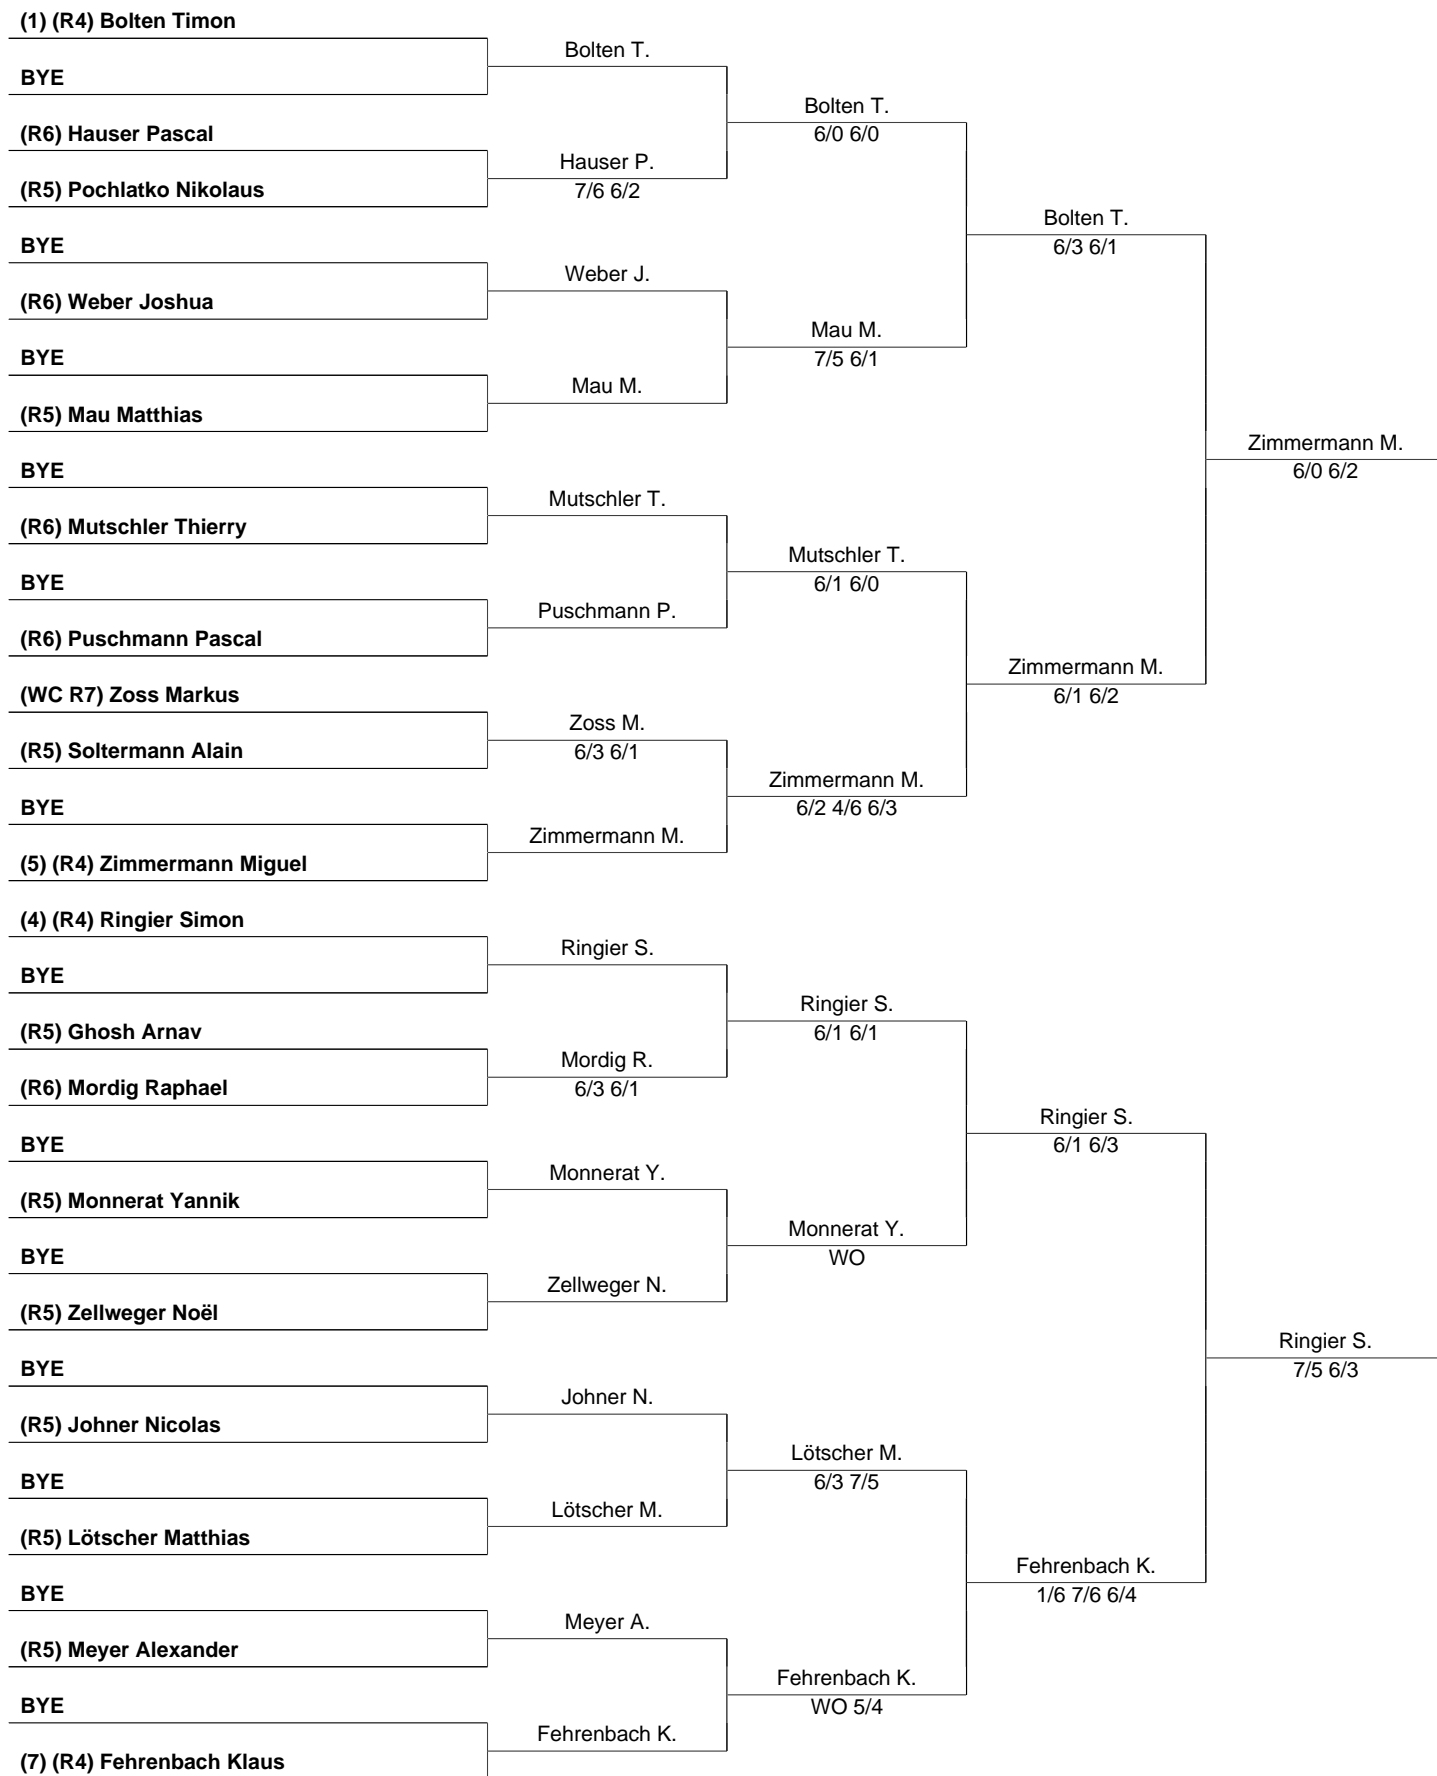 (1) (R4) Bolten Timon
BYE
(R6) Hauser Pascal
(R5) Pochlatko Nikolaus
BYE
(R6) Weber Joshua
BYE
(R5) Mau Matthias
BYE
(R6) Mutschler Thierry
BYE
(R6) Puschmann Pascal
(WC R7) Zoss Markus
(R5) Soltermann Alain
BYE
(5) (R4) Zimmermann Miguel
(4) (R4) Ringier Simon
BYE
(R5) Ghosh Arnav
(R6) Mordig Raphael
BYE
(R5) Monnerat Yannik
BYE
(R5) Zellweger Noël
BYE
(R5) Johner Nicolas
BYE
(R5) Lötscher Matthias
BYE
(R5) Meyer Alexander
BYE
(7) (R4) Fehrenbach Klaus
Bolten T.
Hauser P.
7/6 6/2
Weber J.
Mau M.
Mutschler T.
Puschmann P.
Zoss M.
6/3 6/1
Zimmermann M.
Ringier S.
Mordig R.
6/3 6/1
Monnerat Y.
Zellweger N.
Johner N.
Lötscher M.
Meyer A.
Fehrenbach K.
Bolten T.
6/0 6/0
Mau M.
7/5 6/1
Mutschler T.
6/1 6/0
Zimmermann M.
6/2 4/6 6/3
Ringier S.
6/1 6/1
Monnerat Y.
WO
Lötscher M.
6/3 7/5
Fehrenbach K.
WO 5/4
Bolten T.
6/3 6/1
Zimmermann M.
6/1 6/2
Ringier S.
6/1 6/3
Fehrenbach K.
1/6 7/6 6/4
Zimmermann M.
6/0 6/2
Ringier S.
7/5 6/3